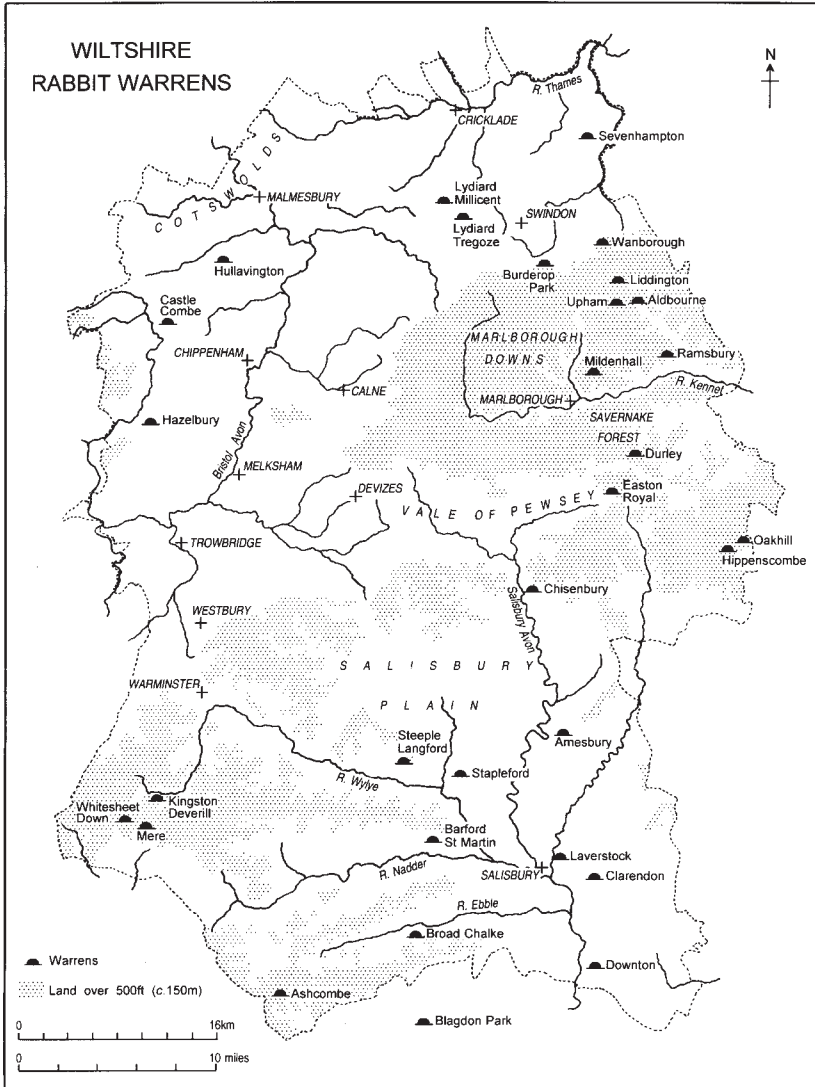 WILTSHIRE
RABBIT WARRENS
N
R. Thames
CRICKLADE
Sevenhampton
COTSWOLDS
MALMESBURY
Lydiard
Millicent
Lydiard
Tregoze
SWINDON
Wanborough
Hullavington
Burderop
Park
Liddington
Castle
Combe
Upham
Aldbourne
MARLBOROUGH
DOWNS
CHIPPENHAM
Ramsbury
Mildenhall
CALNE
MARLBOROUGH
R. Kennet
Hazelbury
SAVERNAKE
FOREST
Bristol Avon
Durley
MELKSHAM
DEVIZES
Easton
Royal
VALE OF PEWSEY
TROWBRIDGE
Oakhill
Hippenscombe
Chisenbury
Salisbury Avon
WESTBURY
SALISBURY
PLAIN
WARMINSTER
Steeple
Langford
Amesbury
R. Wylye
Stapleford
Whitesheet
Down
Kingston
Deverill
Mere
Barford
St Martin
Laverstock
R. Nadder
SALISBURY
Clarendon
R. Ebble
Broad Chalke
Warrens
Downton
Land over 500ft (c.150m)
Ashcombe
Blagdon Park
0 16km
0 10 miles